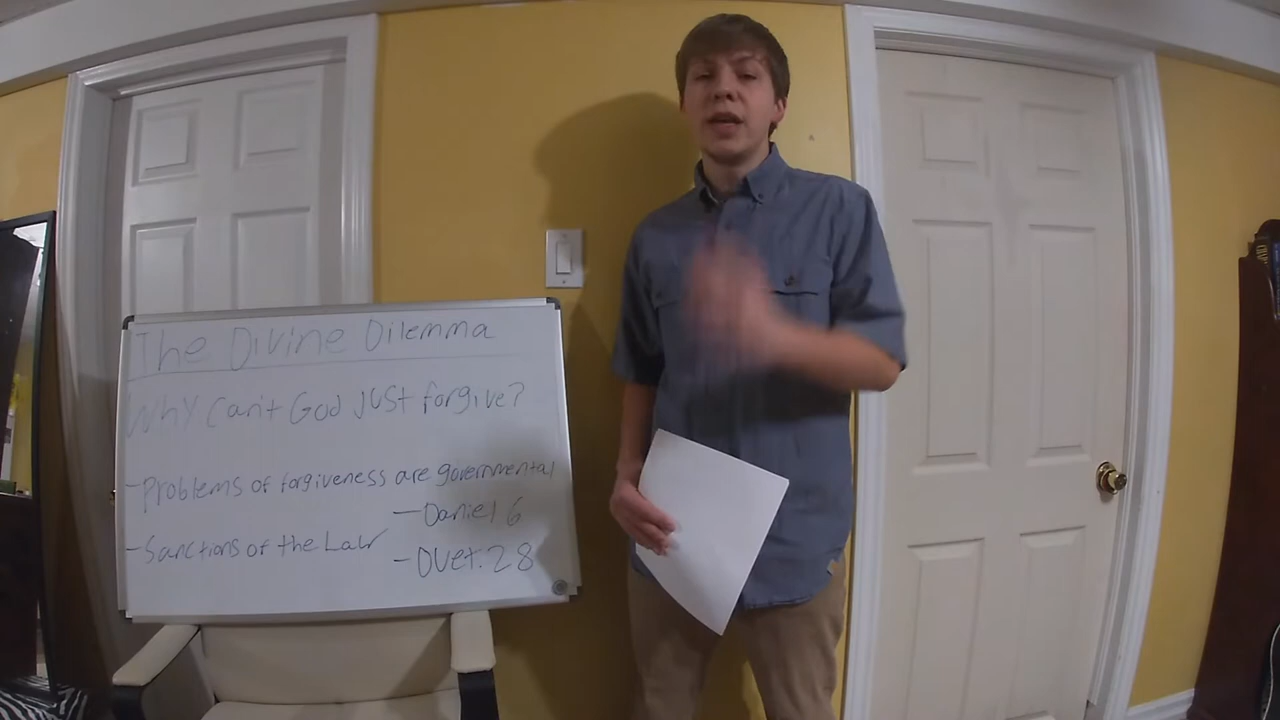 The Divine Dilemma
Why Can't God Just forgive?
-Problems of forgiveness are governmental
-Daniel 6
-Sanctions of the Law
-Duet. 28